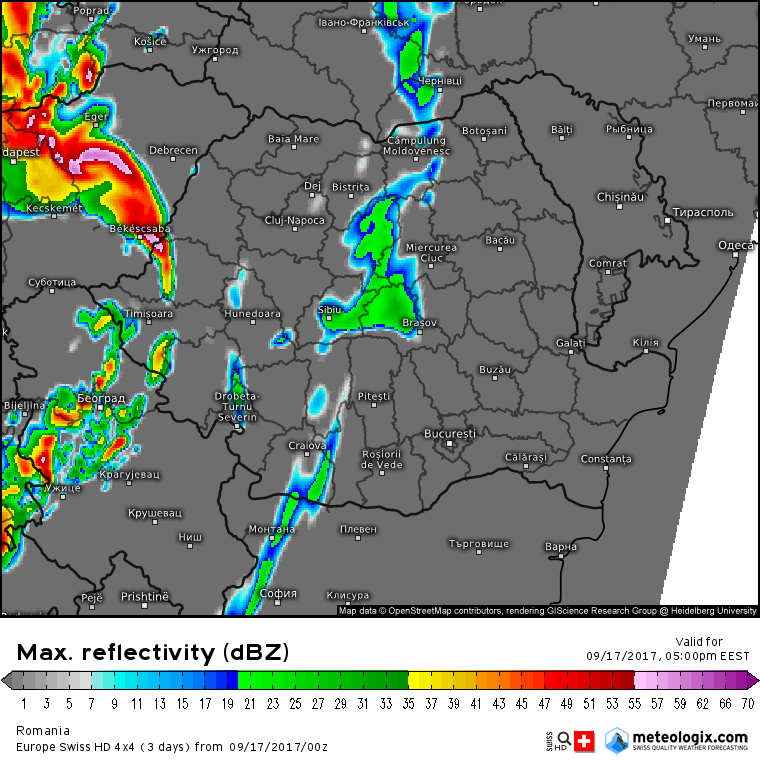 Poprad
Івано-Франківськ
Košice
Ужгород
Умань
Чернівці
Первомай
Eger
Botoșani
Bălți
Рыбница
dapest
Debrecen
Baia Mare
Câmpulung
Moldovenesc
Dej
Bistrița
Chișinău
Тирасполь
Kecskemét
Cluj-Napoca
Békéscsaba
Miercurea
Ciuc
Bacău
Одеса
Comrat
Суботица
Timișoara
Hunedoara
Sibiu
Brașov
k
Galați
Кілія
Buzău
Bijeljina
Београд
Drobeta-
Turnu
Severin
Pitești
București
Craiova
Roșiorii
de Vede
Călărași
Constanța
Крагујевац
Ужице
Крушевац
Ниш
Монтана
Плевен
Търговище
Варна
Pejë
Prishtinë
София
Клисура
Map data © OpenStreetMap contributors, rendering GIScience Research Group @ Heidelberg University
Max. reflectivity (dBZ)
Valid for
09/17/2017, 05:00pm EEST
1 3 5 7 9 11 13 15 17 19 21 23 25 27 29 31 33 35 37 39 41 43 45 47 49 51 53 55 57 59 62 66 70
Romania
Europe Swiss HD 4x4 (3 days) from 09/17/2017/00z
SWISS
HD
meteologix.com
SWISS QUALITY WEATHER FORECASTING